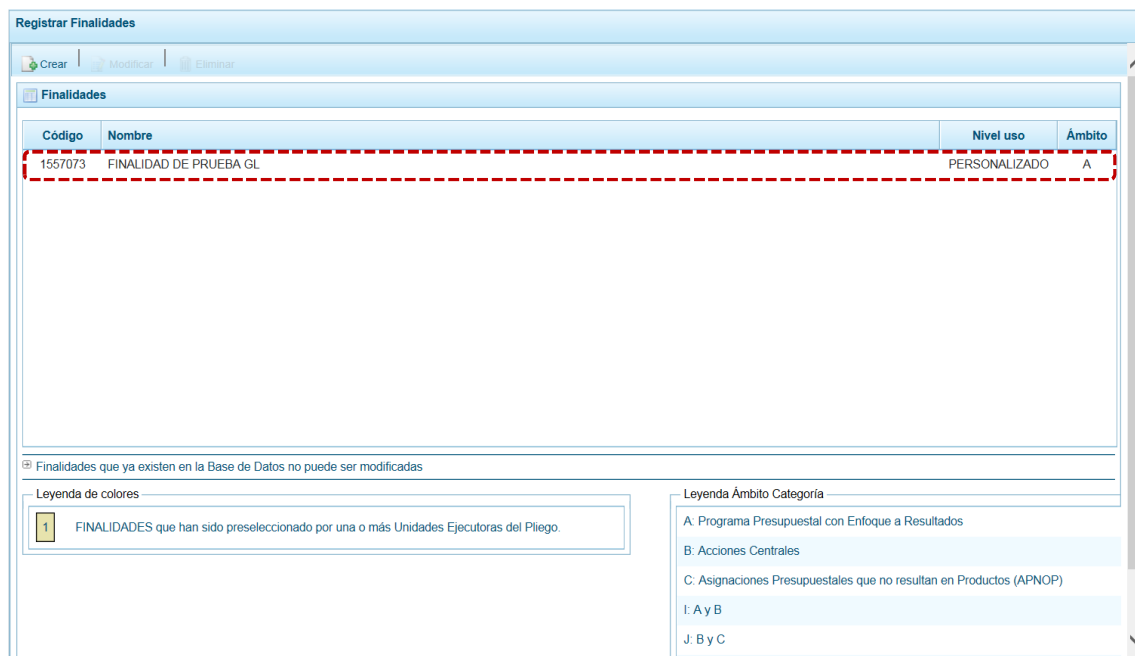 Registrar Finalidades
Crear Modificar Eliminar
Finalidades
Código Nombre Nivel uso Ámbito
1557073 FINALIDAD DE PRUEBA GL PERSONALIZADO A
Finalidades que ya existen en la Base de Datos no puede ser modificadas
Leyenda de colores
1 FINALIDADES que han sido preseleccionado por una o más Unidades Ejecutoras del Pliego.
Leyenda Ámbito Categoría
A: Programa Presupuestal con Enfoque a Resultados
B: Acciones Centrales
C: Asignaciones Presupuestales que no resultan en Productos (APNOP)
I: A y B
J: B y C